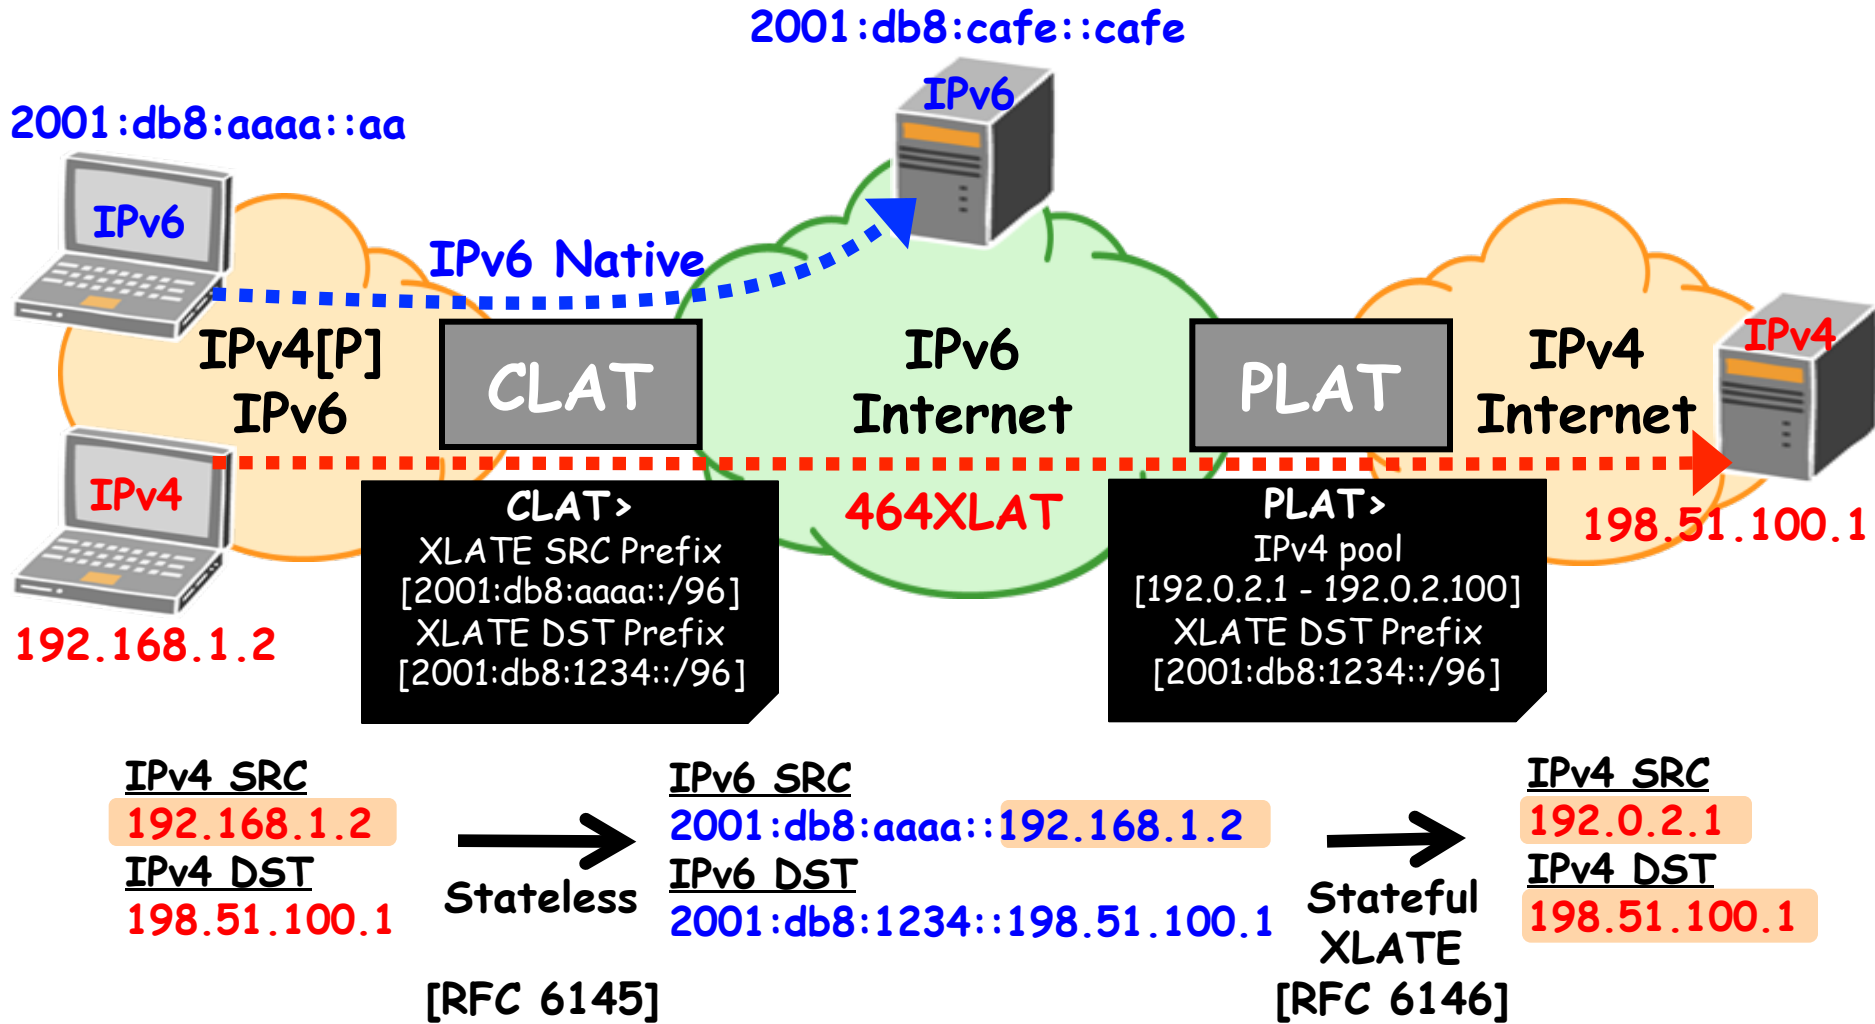 2001:db8:cafe::cafe
IPv6
2001:db8:aaaa::aa
IPv6
IPv6 Native
IPv4[P]
IPv6
CLAT
IPv6
Internet
PLAT
IPv4
Internet
IPv4
IPv4
192.168.1.2
464XLAT
198.51.100.1
CLAT>
XLATE SRC Prefix
[2001:db8:aaaa::/96]
XLATE DST Prefix
[2001:db8:1234::/96]
PLAT>
IPv4 pool
[192.0.2.1 - 192.0.2.100]
XLATE DST Prefix
[2001:db8:1234::/96]
IPv4 SRC
192.168.1.2
IPv4 DST
198.51.100.1
Stateless
[RFC 6145]
IPv6 SRC
2001:db8:aaaa::192.168.1.2
IPv6 DST
2001:db8:1234::198.51.100.1
Stateful
XLATE
[RFC 6146]
IPv4 SRC
192.0.2.1
IPv4 DST
198.51.100.1